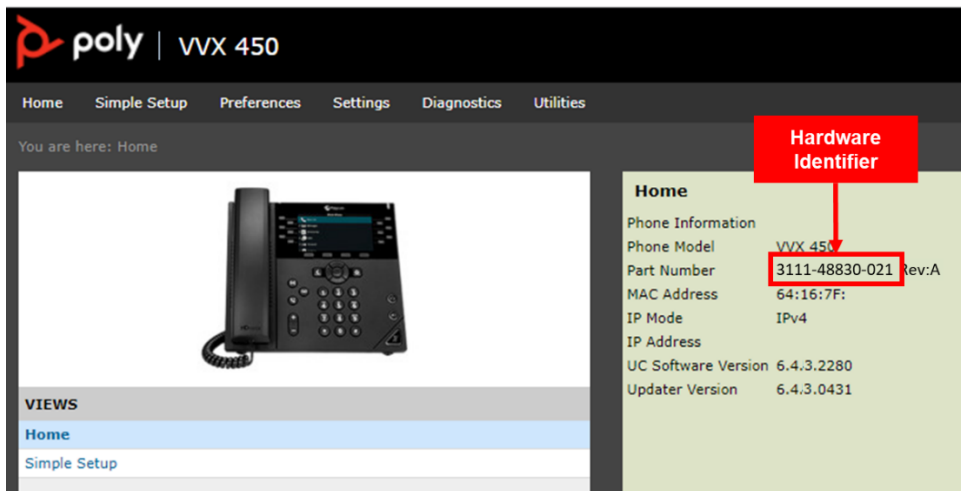 poly | VVX 450
Home Simple Setup Preferences Settings Diagnostics Utilities
You are here: Home
Hardware
Identifier
Home
Phone Information
Phone Model VVX 450
Part Number 3111-48830-021 Rev:A
MAC Address 64:16:7F:
IP Mode IPv4
IP Address
UC Software Version 6.4.3.2280
Updater Version 6.4.3.0431
VIEWS
Home
Simple Setup